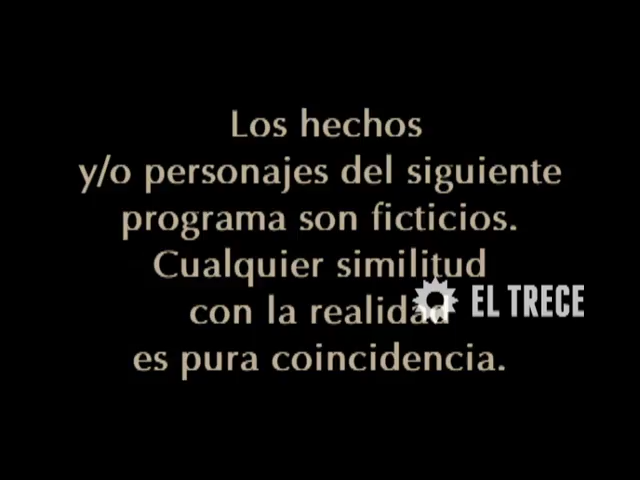 Los hechos
y/o personajes del siguiente
programa son ficticios.
Cualquier similitud
con la realidad
EL TRECE
es pura coincidencia.